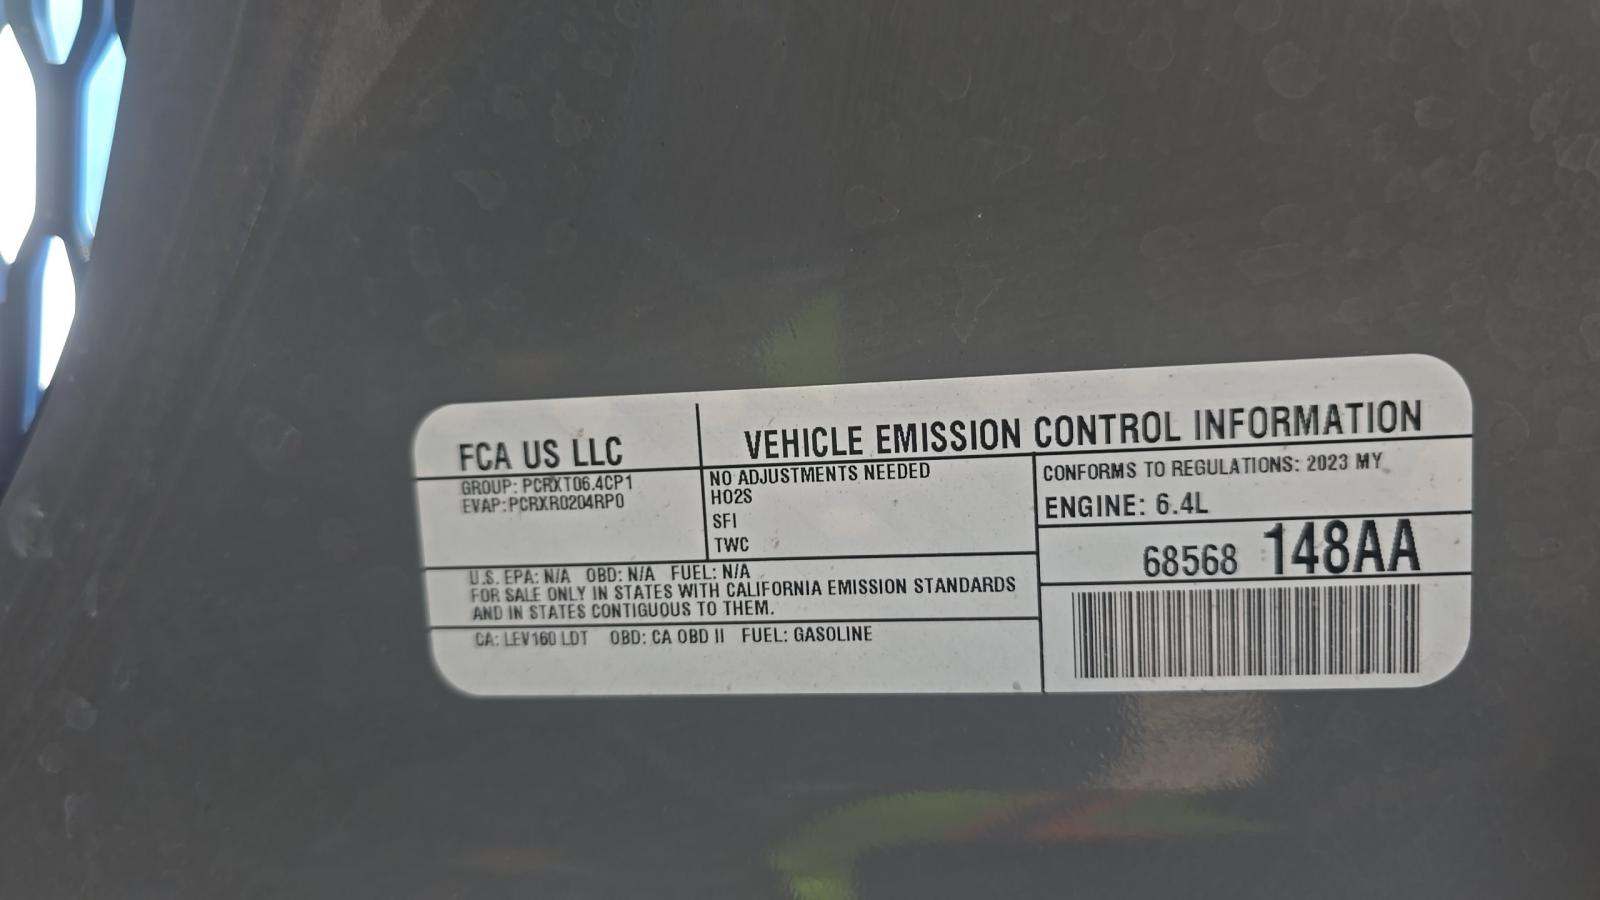 FCA US LLC
VEHICLE EMISSION CONTROL INFORMATION
GROUP: PCRXT06.4CP1
EVAP:PCRXR0204RP0
NO ADJUSTMENTS NEEDED
HO2S
SFI
TWC
CONFORMS TO REGULATIONS: 2023 MY
ENGINE: 6.4L
68568 148AA
U.S. EPA: N/A OBD: N/A FUEL: N/A
FOR SALE ONLY IN STATES WITH CALIFORNIA EMISSION STANDARDS
AND IN STATES CONTIGUOUS TO THEM.
CA: LEV160 LDT OBD: CA OBD II FUEL: GASOLINE